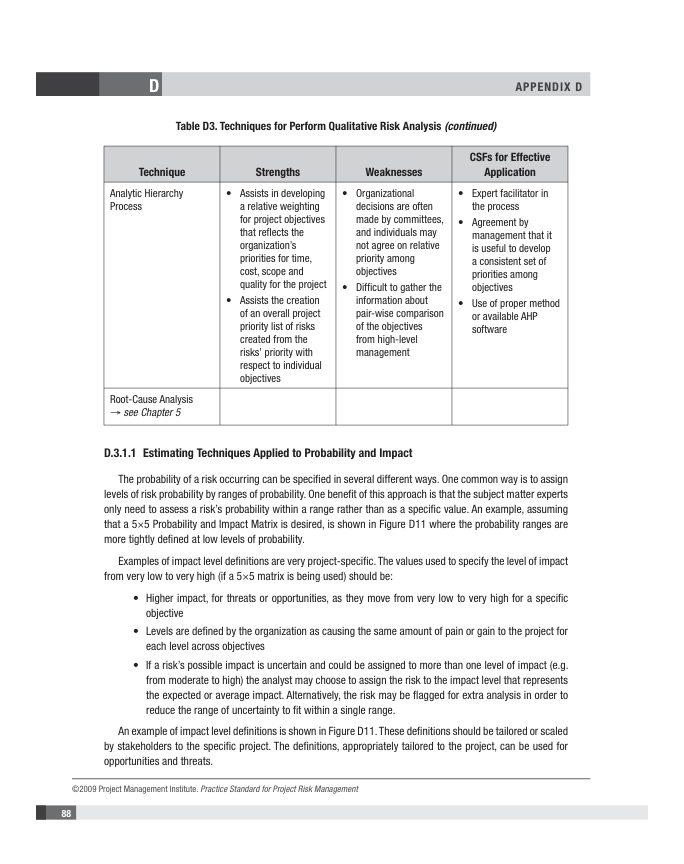 D
APPENDIX D
Table D3. Techniques for Perform Qualitative Risk Analysis (continued)
Technique
Strengths
Weaknesses
CSFs for Effective
Application
Analytic Hierarchy
Process
• Assists in developing
a relative weighting
for project objectives
that reflects the
organization's
priorities for time,
cost, scope and
quality for the project
• Assists the creation
of an overall project
priority list of risks
created from the
risks' priority with
respect to individual
objectives
• Organizational
decisions are often
made by committees,
and individuals may
not agree on relative
priority among
objectives
• Difficult to gather the
information about
pair-wise comparison
of the objectives
from high-level
management
• Expert facilitator in
the process
• Agreement by
management that it
is useful to develop
a consistent set of
priorities among
objectives
• Use of proper method
or available AHP
software
Root-Cause Analysis
→ see Chapter 5
D.3.1.1 Estimating Techniques Applied to Probability and Impact
The probability of a risk occurring can be specified in several different ways. One common way is to assign
levels of risk probability by ranges of probability. One benefit of this approach is that the subject matter experts
only need to assess a risk's probability within a range rather than as a specific value. An example, assuming
that a 5×5 Probability and Impact Matrix is desired, is shown in Figure D11 where the probability ranges are
more tightly defined at low levels of probability.
Examples of impact level definitions are very project-specific. The values used to specify the level of impact
from very low to very high (if a 5×5 matrix is being used) should be:
• Higher impact, for threats or opportunities, as they move from very low to very high for a specific
objective
• Levels are defined by the organization as causing the same amount of pain or gain to the project for
each level across objectives
• If a risk's possible impact is uncertain and could be assigned to more than one level of impact (e.g.
from moderate to high) the analyst may choose to assign the risk to the impact level that represents
the expected or average impact. Alternatively, the risk may be flagged for extra analysis in order to
reduce the range of uncertainty to fit within a single range.
An example of impact level definitions is shown in Figure D11. These definitions should be tailored or scaled
by stakeholders to the specific project. The definitions, appropriately tailored to the project, can be used for
opportunities and threats.
©2009 Project Management Institute. Practice Standard for Project Risk Management
88